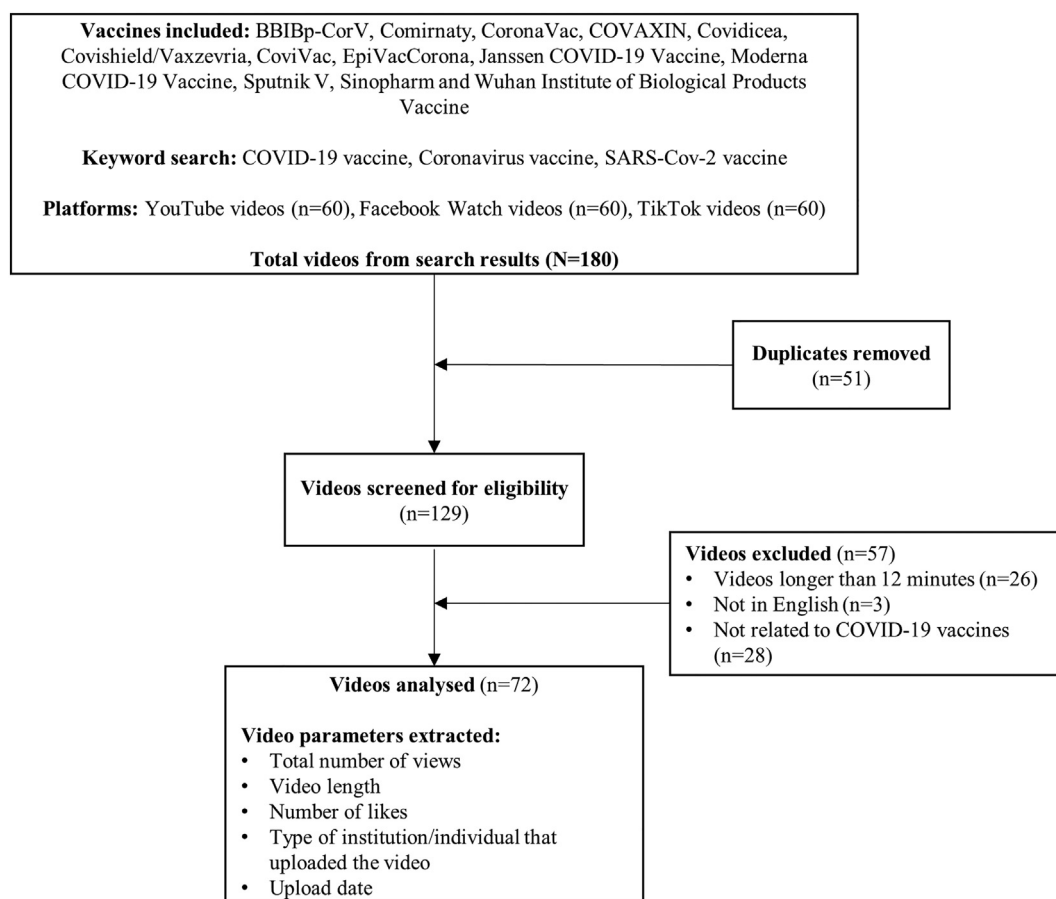 Vaccines included: BBIBp-CorV, Comirnaty, CoronaVac, COVAXIN, Covidicea,
Covishield/Vaxzevria, CoviVac, EpiVacCorona, Janssen COVID-19 Vaccine, Moderna
COVID-19 Vaccine, Sputnik V, Sinopharm and Wuhan Institute of Biological Products
Vaccine
Keyword search: COVID-19 vaccine, Coronavirus vaccine, SARS-Cov-2 vaccine
Platforms: YouTube videos (n=60), Facebook Watch videos (n=60), TikTok videos (n=60)
Total videos from search results (N=180)
Duplicates removed
(n=51)
Videos screened for eligibility
(n=129)
Videos excluded (n=57)
• Videos longer than 12 minutes (n=26)
• Not in English (n=3)
• Not related to COVID-19 vaccines
(n=28)
Videos analysed (n=72)
Video parameters extracted:
• Total number of views
• Video length
• Number of likes
• Type of institution/individual that
uploaded the video
• Upload date